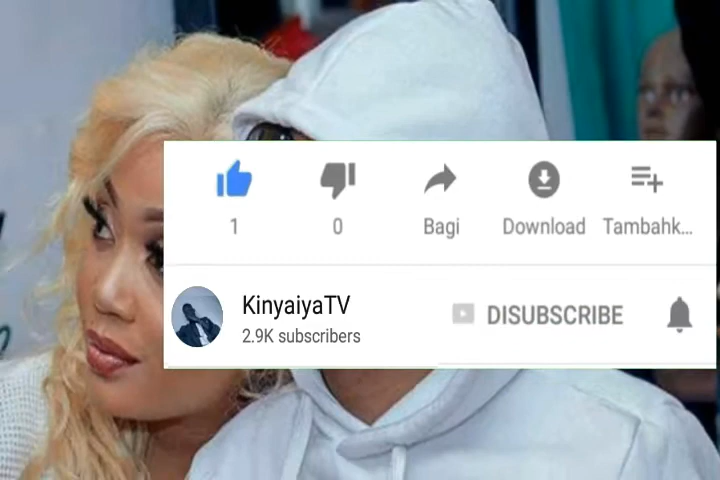 1
0
Bagi
Download
Tambahk...
KinyaiyaTV
DISUBSCRIBE
2.9K subscribers